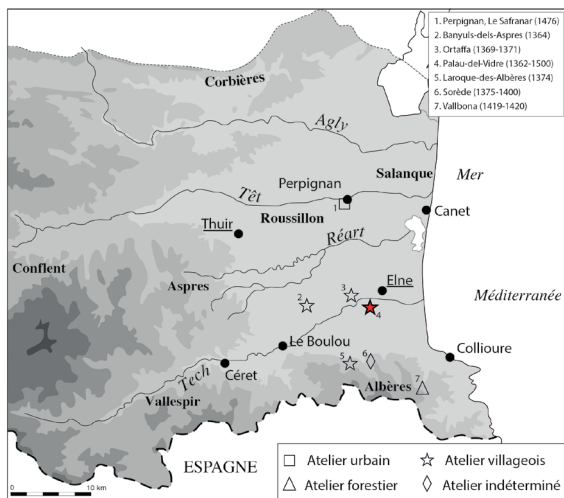 1. Perpignan, Le Safranar (1476)
2. Banyuls-dels-Aspres (1364)
3. Ortaffa (1369-1371)
4. Palau-del-Vidre (1362-1500)
5. Laroque-des-Albères (1374)
6. Sorède (1375-1400)
7. Vallbona (1419-1420)
Corbières
Agly
Salanque
Mer
Perpignan
Têt
1
Roussillon
Canet
Thuir
Réart
Conflent
Aspres
Elne
Méditerranée
2
3
4
Le Boulou
Collioure
Tech
Céret
5
6
Albères
7
Vallespir
ESPAGNE
0 10 km
Atelier urbain
Atelier villageois
Atelier forestier
Atelier indéterminé